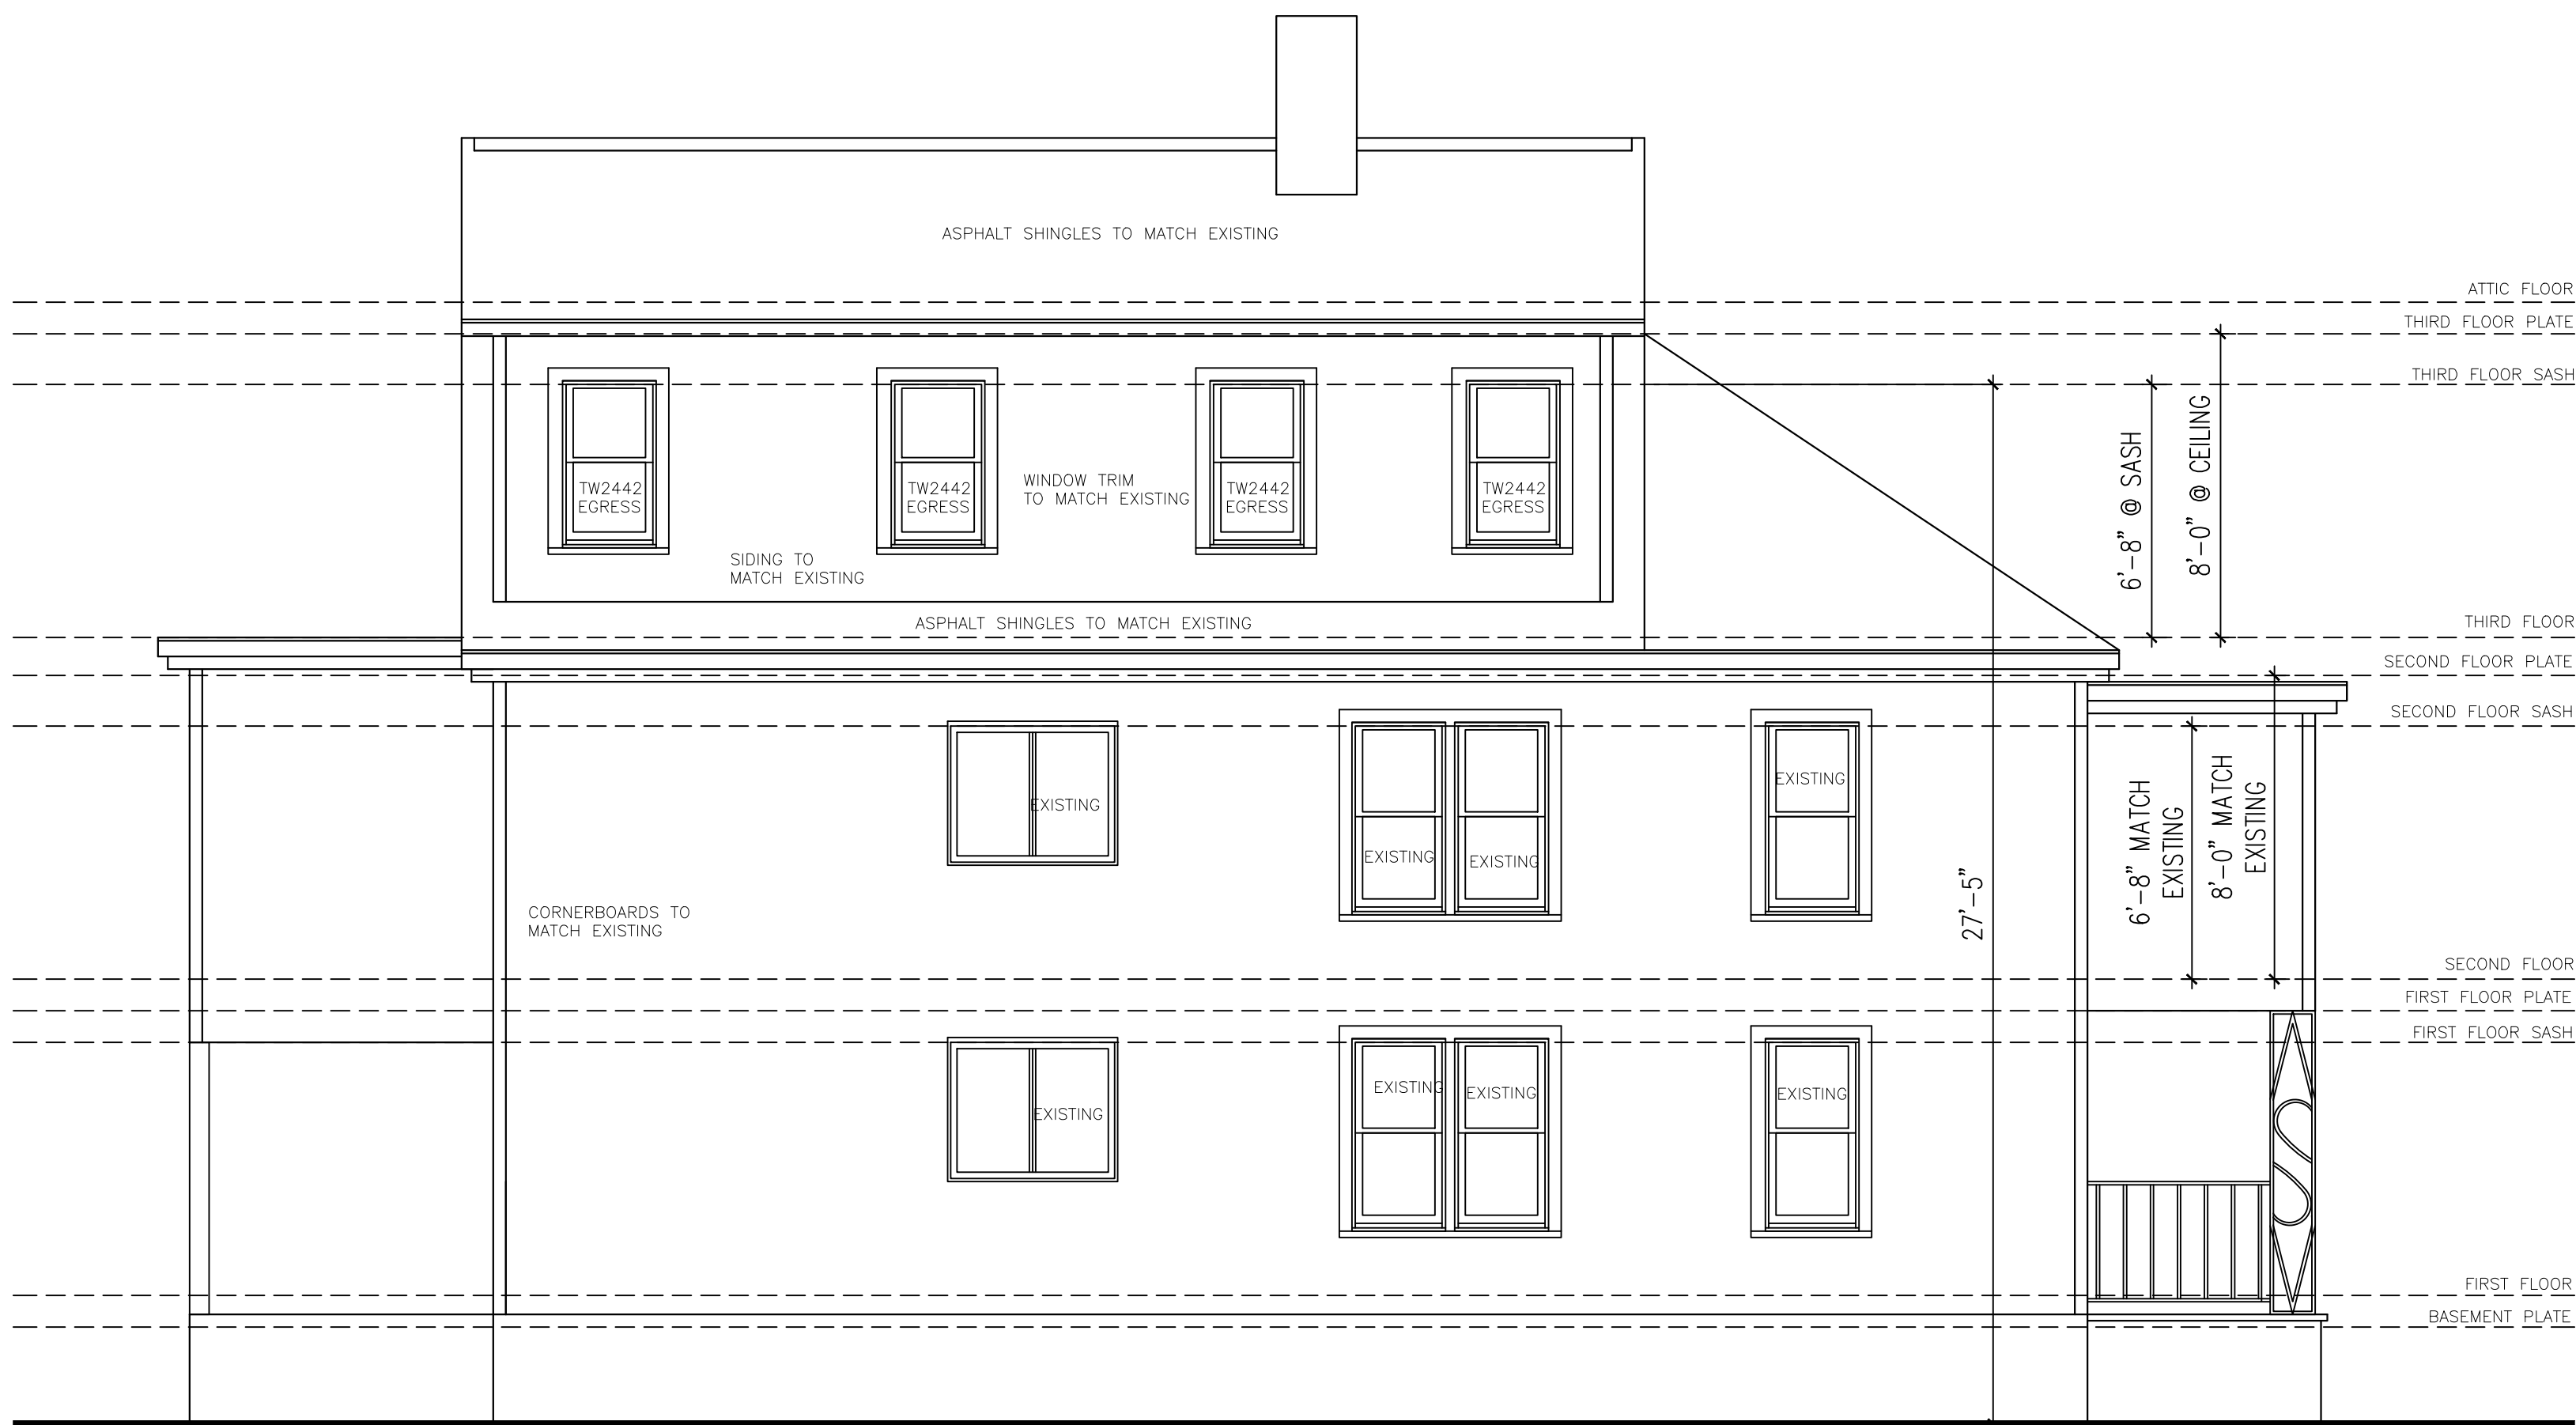 ASPHALT SHINGLES TO MATCH EXISTING
ATTIC FLOOR
THIRD FLOOR PLATE
THIRD FLOOR SASH
TW2442
EGRESS
TW2442
EGRESS
WINDOW TRIM
TO MATCH EXISTING
TW2442
EGRESS
TW2442
EGRESS
6'-8" @ SASH
8'-0" @ CEILING
SIDING TO
MATCH EXISTING
ASPHALT SHINGLES TO MATCH EXISTING
THIRD FLOOR
SECOND FLOOR PLATE
SECOND FLOOR SASH
EXISTING
EXISTING
EXISTING
EXISTING
27'-5"
6'-8" MATCH
EXISTING
8'-0" MATCH
EXISTING
CORNERBOARDS TO
MATCH EXISTING
SECOND FLOOR
FIRST FLOOR PLATE
FIRST FLOOR SASH
EXISTING
EXISTING
EXISTING
EXISTING
FIRST FLOOR
BASEMENT PLATE